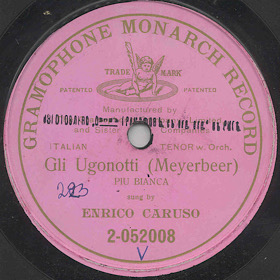 GRAMOPHONE MONARCH RECORD
TRADE MARK
PATENTED PATENTED
Manufactured by
and Sister Companies
ITALIAN TENOR w. Orch.
Gli Ugonotti (Meyerbeer)
PIU BIANCA
223
sung by
ENRICO CARUSO
2-052008
V